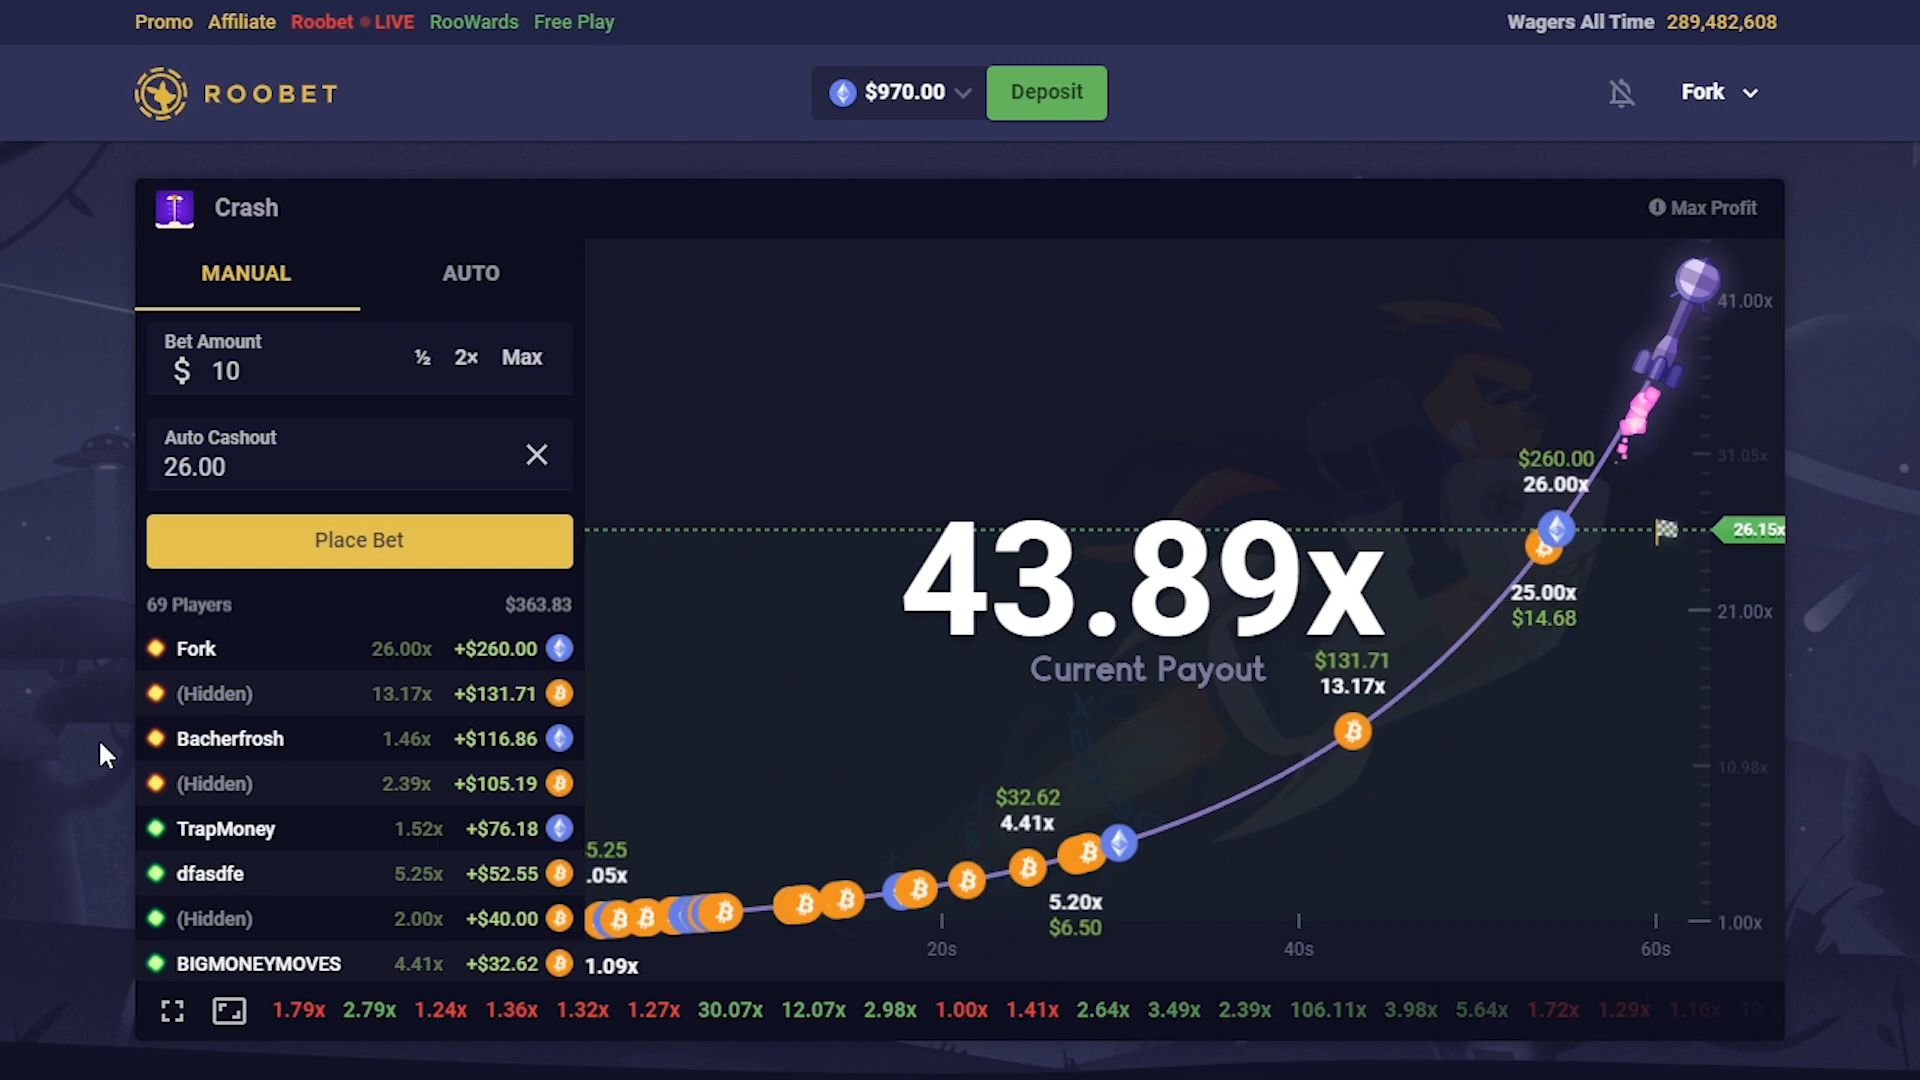 Promo Affiliate Roobet LIVE RooWards Free Play
Wagers All Time 289,482,608
ROOBET
$970.00
Deposit
Fork
Crash
Max Profit
MANUAL AUTO
Bet Amount
$ 10
½ 2× Max
Auto Cashout
26.00
Place Bet
69 Players $363.83
Fork 26.00x +$260.00
(Hidden) 13.17x +$131.71
Bacherfrosh 1.46x +$116.86
(Hidden) 2.39x +$105.19
TrapMoney 1.52x +$76.18
dfasdfe 5.25x +$52.55
(Hidden) 2.00x +$40.00
BIGMONEYMOVES 4.41x +$32.62
43.89x
Current Payout
41.00x
31.05x
26.15x
21.00x
10.98x
1.00x
$260.00
26.00x
25.00x
$14.68
$131.71
13.17x
$32.62
4.41x
5.20x
$6.50
5.25
.05x
1.09x
20s 40s 60s
1.79x 2.79x 1.24x 1.36x 1.32x 1.27x 30.07x 12.07x 2.98x 1.00x 1.41x 2.64x 3.49x 2.39x 106.11x 3.98x 5.64x 1.72x 1.29x 1.16x